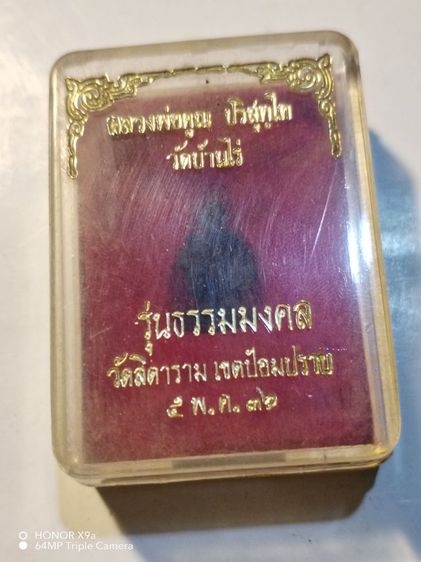 หลวงพ่อคูณ ปริสุทฺโท
วัดบ้านไร่
รุ่นธรรมมงคล
วัดสิตาราม เขตป้อมปราบ
๕ พ.ค. ๓๒
HONOR X9a
64MP Triple Camera